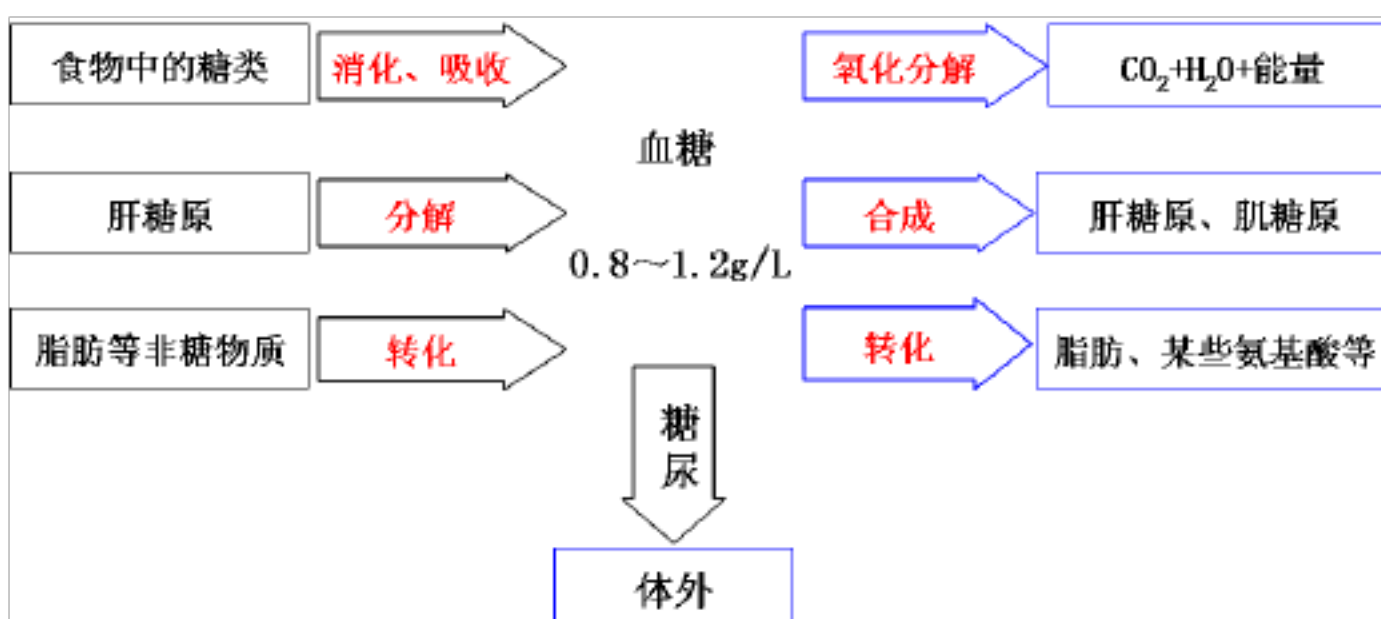 食物中的糖类 消化、吸收 氧化分解 CO₂+H₂O+能量
血糖
肝糖原 分解 合成 肝糖原、肌糖原
0.8～1.2g/L
脂肪等非糖物质 转化 转化 脂肪、某些氨基酸等
糖
尿
体外